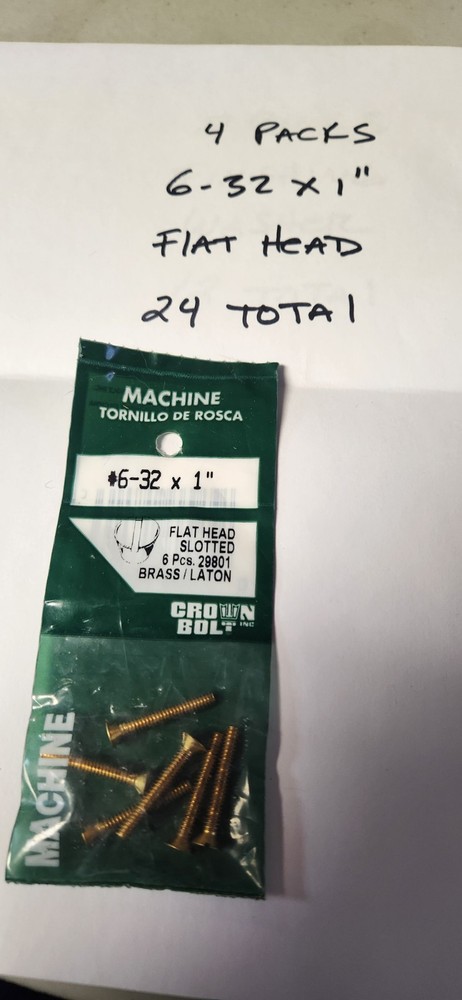 4 PACKS
6-32 x 1"
FlAT HEAD
24 TOTAl
MACHINE
TORNILLO DE ROSCA
#6-32 x 1"
FLAT HEAD
SLOTTED
6 Pcs. 29801
BRASS / LATON
CROWN
BOLT INC
MACHINE